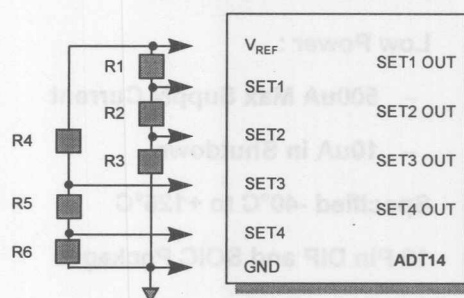 Low Power :
500uA Max Supply Current
10uA in Shutdown
Specified -40°C to +125°C
Pin DIP and SOIC Package
R1
R2
R3
R4
R5
R6
VREF
SET1
SET2
SET3
SET4
GND
SET1 OUT
SET2 OUT
SET3 OUT
SET4 OUT
ADT14